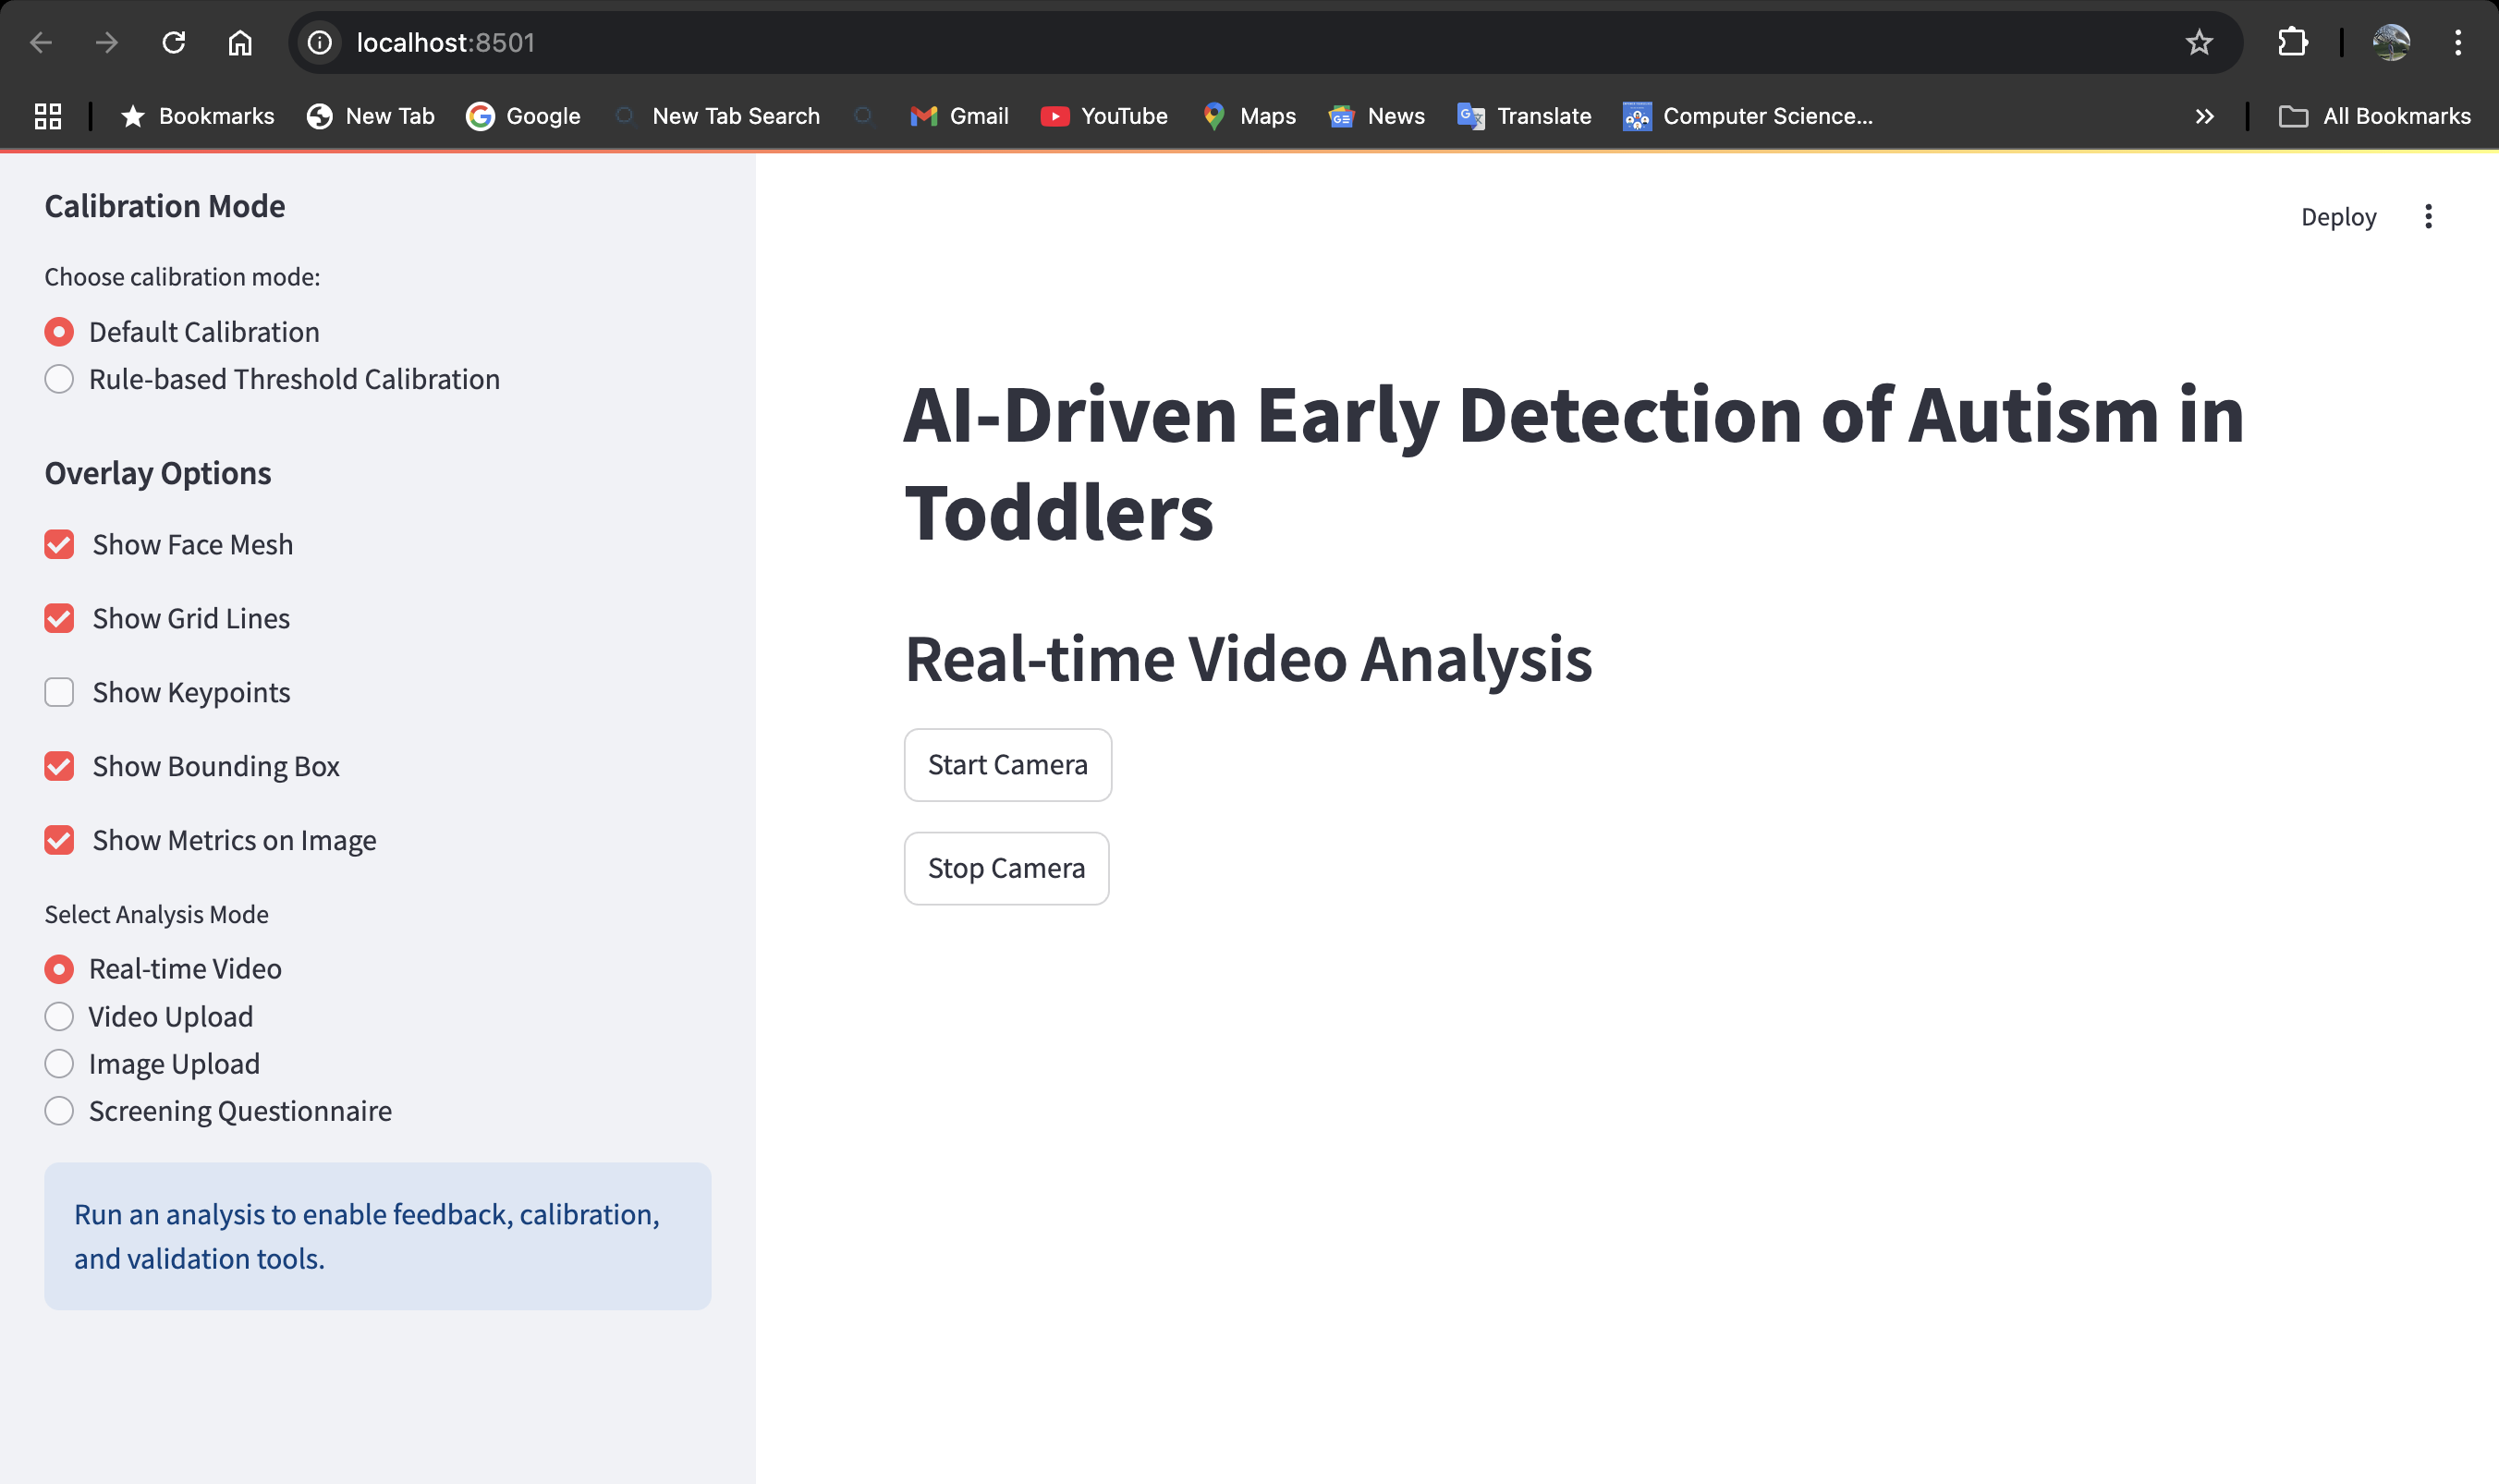 localhost:8501
Bookmarks New Tab Google New Tab Search Gmail YouTube Maps News Translate Computer Science... All Bookmarks
Calibration Mode
Choose calibration mode:
Default Calibration
Rule-based Threshold Calibration
Overlay Options
Show Face Mesh
Show Grid Lines
Show Keypoints
Show Bounding Box
Show Metrics on Image
Select Analysis Mode
Real-time Video
Video Upload
Image Upload
Screening Questionnaire
Run an analysis to enable feedback, calibration,
and validation tools.
Deploy
AI-Driven Early Detection of Autism in
Toddlers
Real-time Video Analysis
Start Camera
Stop Camera